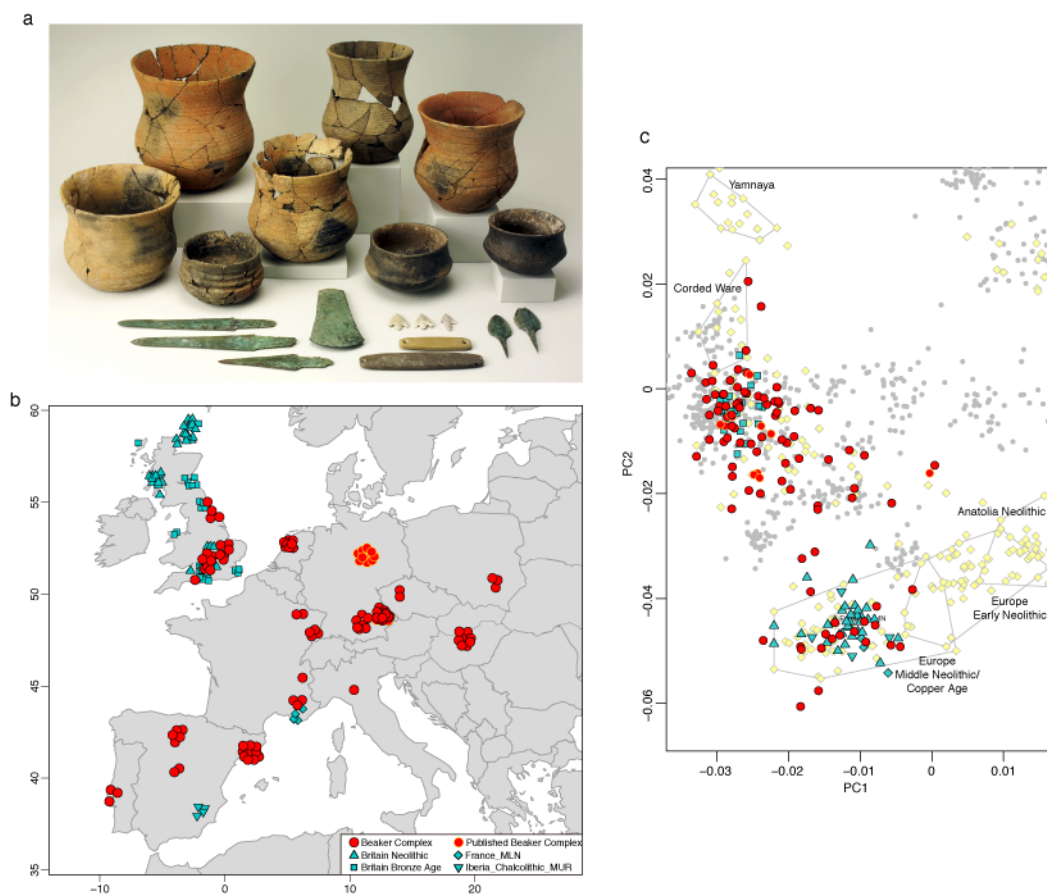 a
b
60
55
50
45
40
35
−10
0
10
20
Beaker Complex
Published Beaker Complex
Britain Neolithic
France_MLN
Britain Bronze Age
Iberia_Chalcolithic_MUR
c
0.04
0.02
0
−0.02
−0.04
−0.06
PC2
Yamnaya
Corded Ware
Anatolia Neolithic
Europe
Early Neolithic
Europe
Middle Neolithic/
Copper Age
−0.03
−0.02
−0.01
0
0.01
PC1